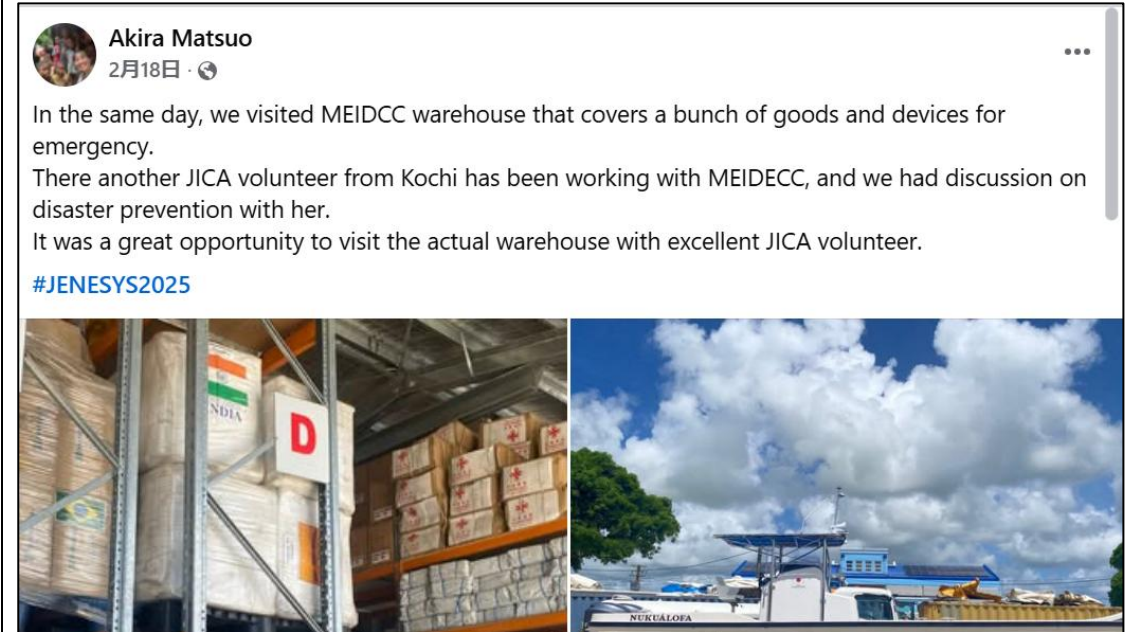 Akira Matsuo
2月18日
In the same day, we visited MEIDCC warehouse that covers a bunch of goods and devices for
emergency.
There another JICA volunteer from Kochi has been working with MEIDECC, and we had discussion on
disaster prevention with her.
It was a great opportunity to visit the actual warehouse with excellent JICA volunteer.
#JENESYS2025
INDIA
D
NUKUALOFA